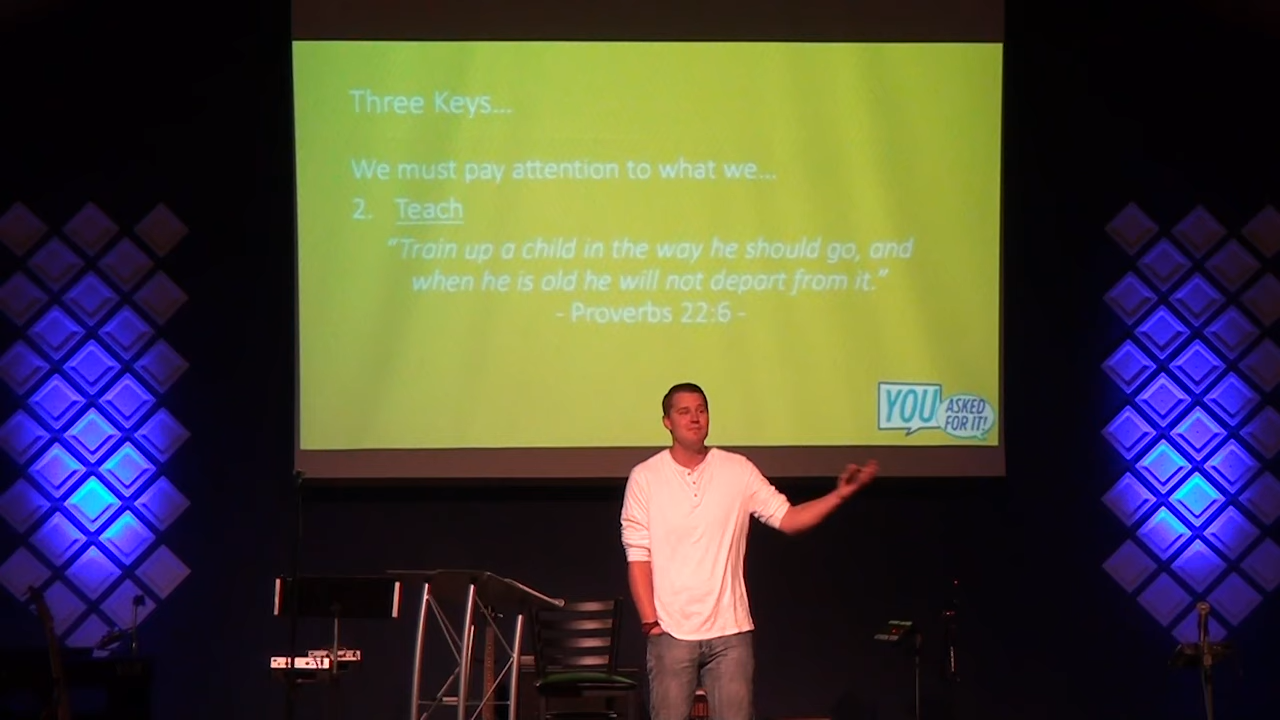 Three Keys...
We must pay attention to what we...
2. Teach
"Train up a child in the way he should go, and
when he is old he will not depart from it."
- Proverbs 22:6 -
YOU
ASKED
FOR IT!